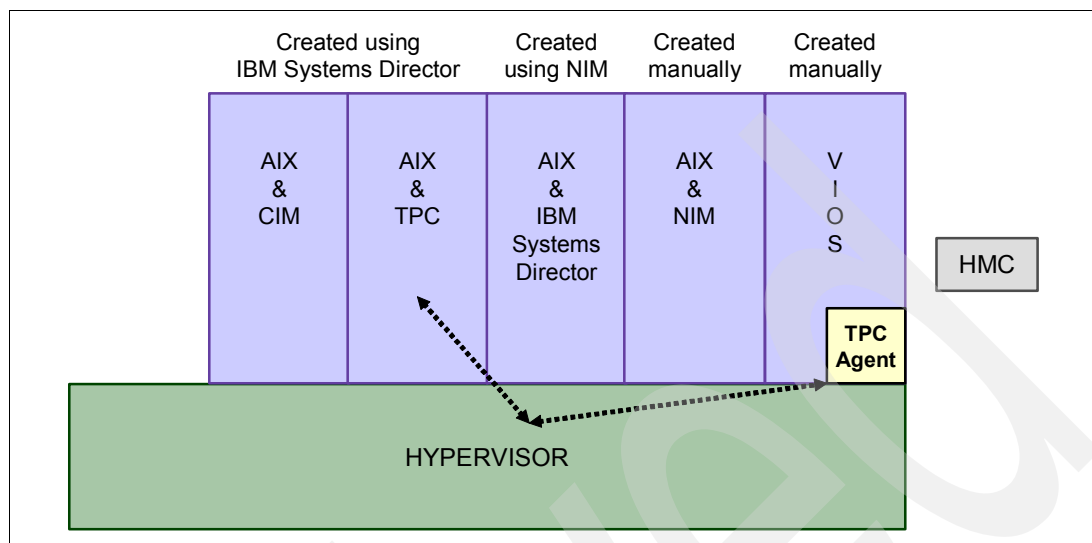 Created using
IBM Systems Director
Created
using NIM
Created
manually
Created
manually
AIX
&
CIM
AIX
&
TPC
AIX
&
IBM
Systems
Director
AIX
&
NIM
V
I
O
S
HMC
TPC
Agent
HYPERVISOR